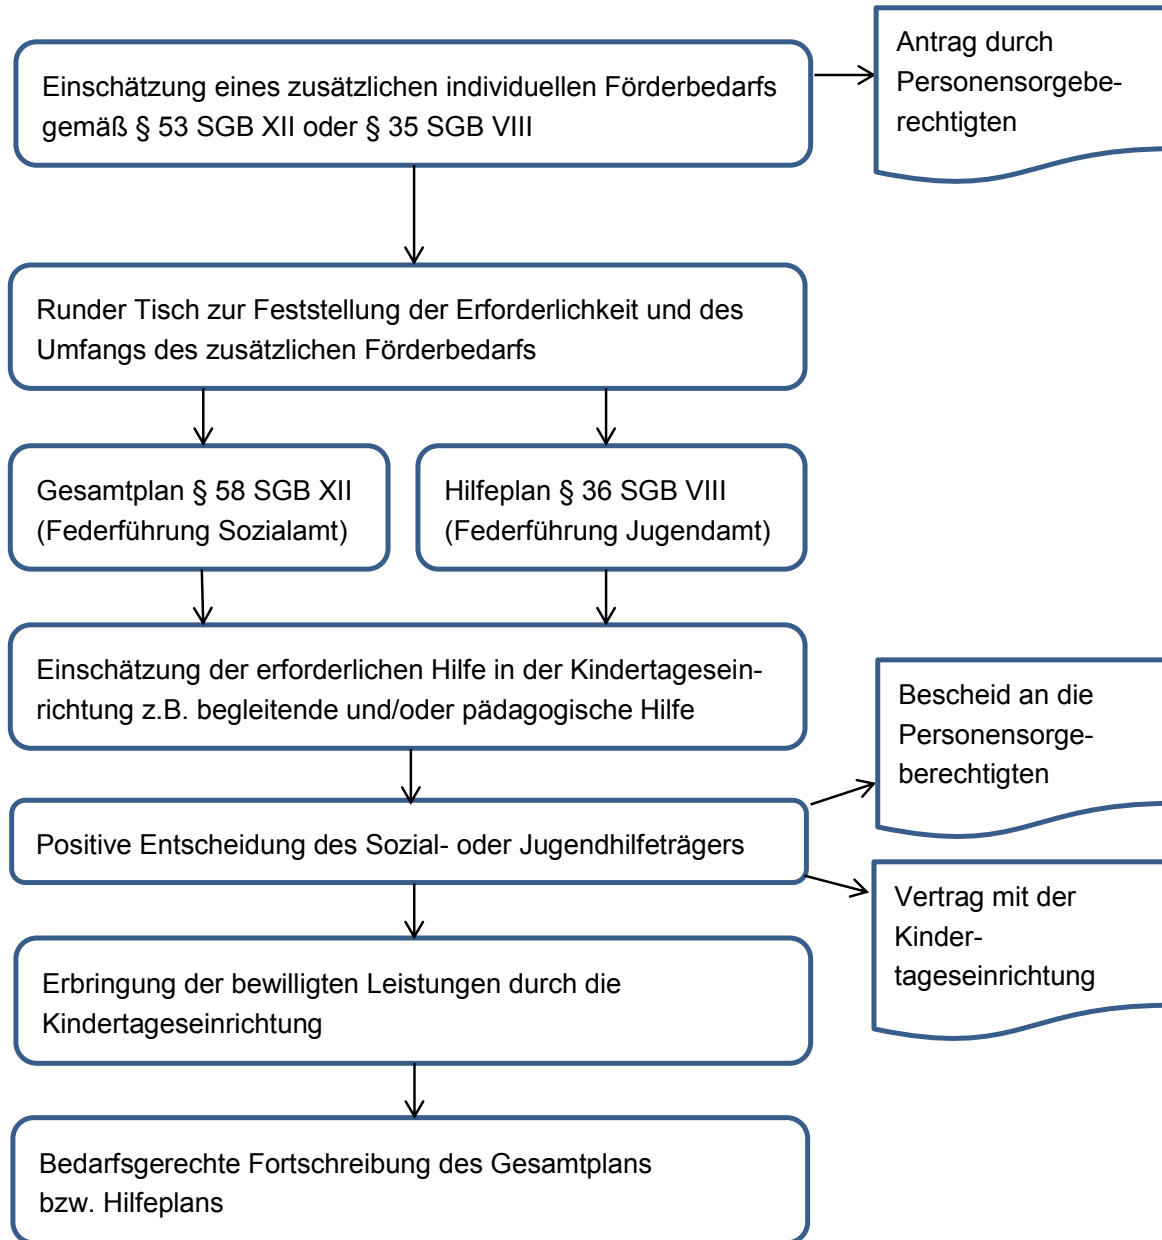 Einschätzung eines zusätzlichen individuellen Förderbedarfs
gemäß § 53 SGB XII oder § 35 SGB VIII
Antrag durch
Personensorgebe-
rechtigten
Runder Tisch zur Feststellung der Erforderlichkeit und des
Umfangs des zusätzlichen Förderbedarfs
Gesamtplan § 58 SGB XII
(Federführung Sozialamt)
Hilfeplan § 36 SGB VIII
(Federführung Jugendamt)
Einschätzung der erforderlichen Hilfe in der Kindertagesein-
richtung z.B. begleitende und/oder pädagogische Hilfe
Positive Entscheidung des Sozial- oder Jugendhilfeträgers
Bescheid an die
Personensorge-
berechtigten
Vertrag mit der
Kinder-
tageseinrichtung
Erbringung der bewilligten Leistungen durch die
Kindertageseinrichtung
Bedarfsgerechte Fortschreibung des Gesamtplans
bzw. Hilfeplans